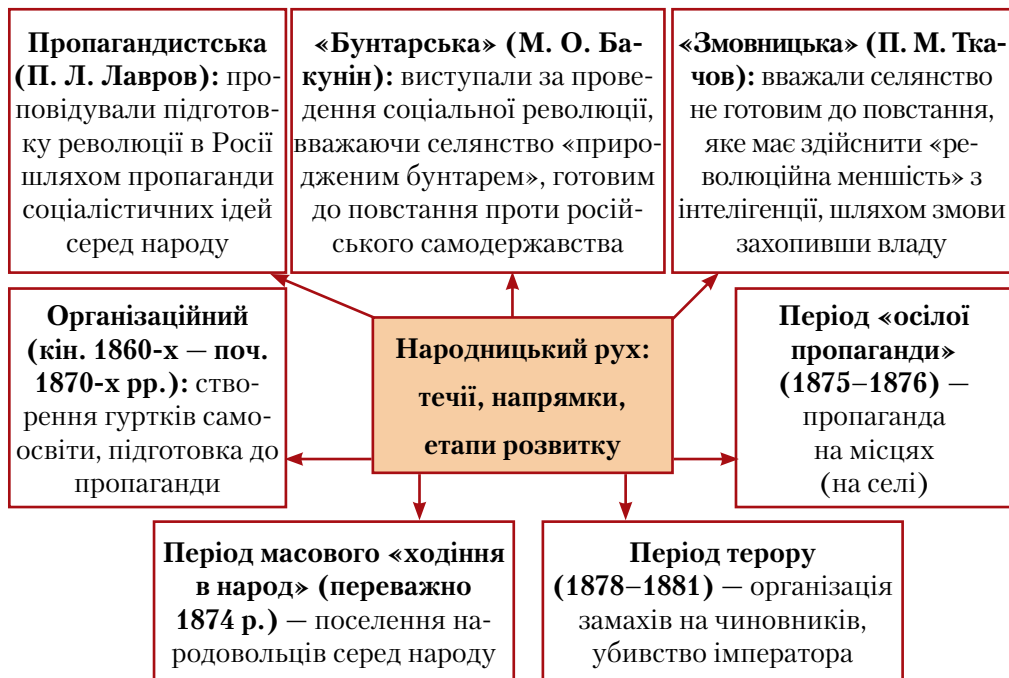 Пропагандистська
(П. Л. Лавров): про-
повідували підготов-
ку революції в Росії
шляхом пропаганди
соціалістичних ідей
серед народу
«Бунтарська» (М. О. Ба-
кунін): виступали за прове-
дення соціальної революції,
вважаючи селянство «приро-
дженим бунтарем», готовим
до повстання проти росій-
ського самодержавства
«Змовницька» (П. М. Тка-
чов): вважали селянство
не готовим до повстання,
яке має здійснити «ре-
волюційна меншість» з
інтелігенції, шляхом змови
захопивши владу
Організаційний
(кін. 1860-х — поч.
1870-х рр.): ство-
рення гуртків само-
освіти, підготовка до
пропаганди
Народницький рух:
течії, напрямки,
етапи розвитку
Період «осілої
пропаганди»
(1875–1876) —
пропаганда
на місцях
(на селі)
Період масового «ходіння
в народ» (переважно
1874 р.) — поселення на-
родовольців серед народу
Період терору
(1878–1881) — організація
замахів на чиновників,
убивство імператора